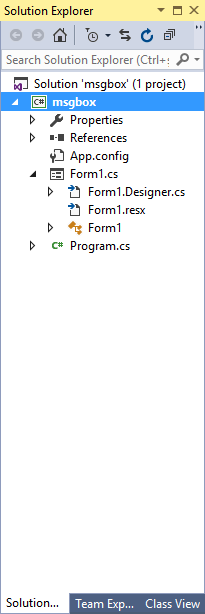 Solution Explorer
Search Solution Explorer (Ctrl+;
Solution 'msgbox' (1 project)
C# msgbox
Properties
References
App.config
Form1.cs
Form1.Designer.cs
Form1.resx
Form1
C# Program.cs
Solution... Team Exp... Class View